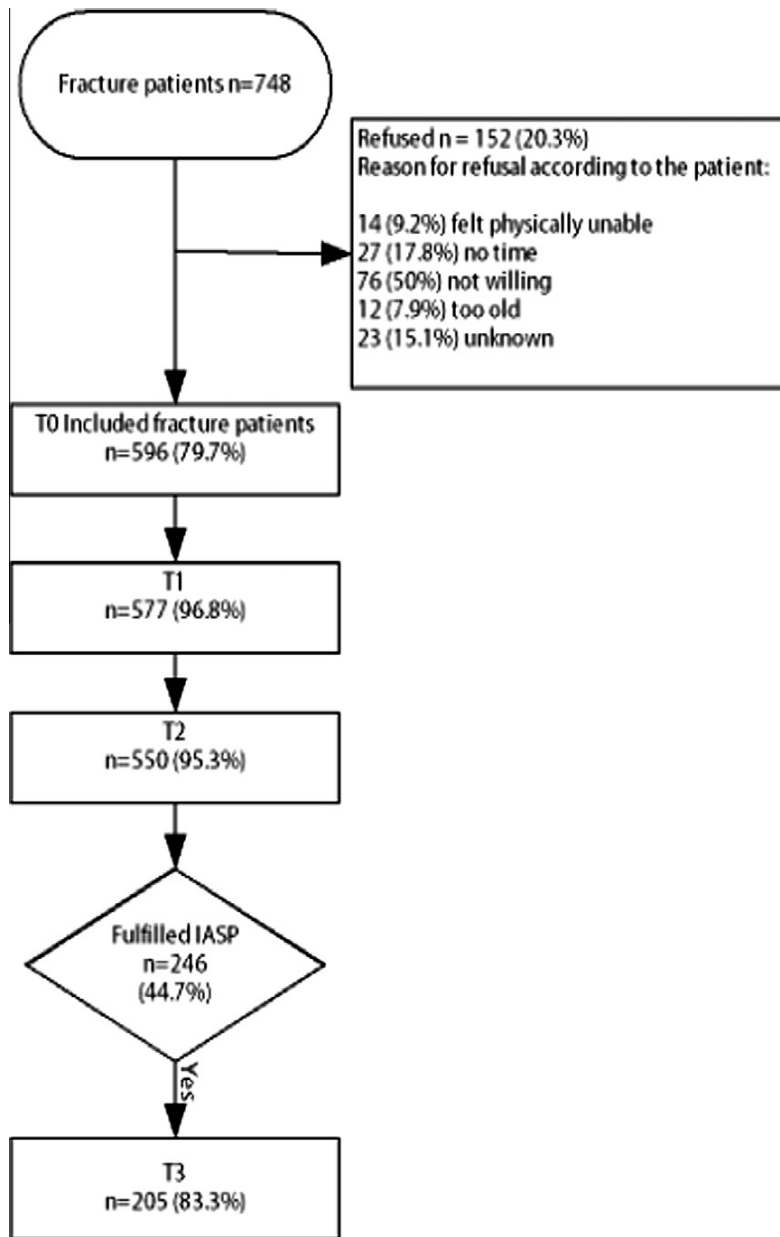 Fracture patients n=748
Refused n = 152 (20.3%)
Reason for refusal according to the patient:
14 (9.2%) felt physically unable
27 (17.8%) no time
76 (50%) not willing
12 (7.9%) too old
23 (15.1%) unknown
T0 Included fracture patients
n=596 (79.7%)
T1
n=577 (96.8%)
T2
n=550 (95.3%)
Fulfilled IASP
n=246
(44.7%)
Yes
T3
n=205 (83.3%)